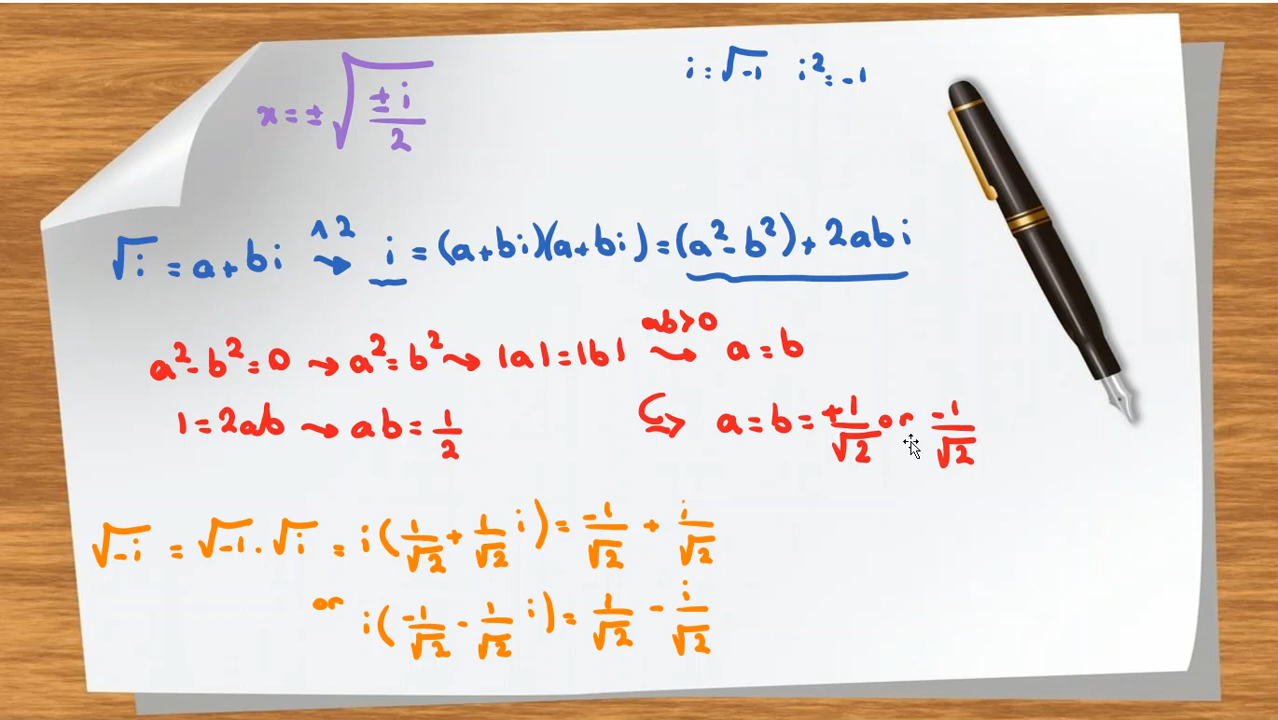 x = ± √(± i / 2)
i = √-1   i² = -1
√i = a + bi  ^2 →  i = (a+bi)(a+bi) = (a² - b²) + 2abi
a² - b² = 0 → a² = b² → |a| = |b|  ab>0 →  a = b
1 = 2ab → ab = 1/2  ↪ a = b = +1/√2 or -1/√2
√-i = √-1 . √i = i(1/√2 + 1/√2 i) = -1/√2 + i/√2
or i(-1/√2 - 1/√2 i) = 1/√2 - i/√2